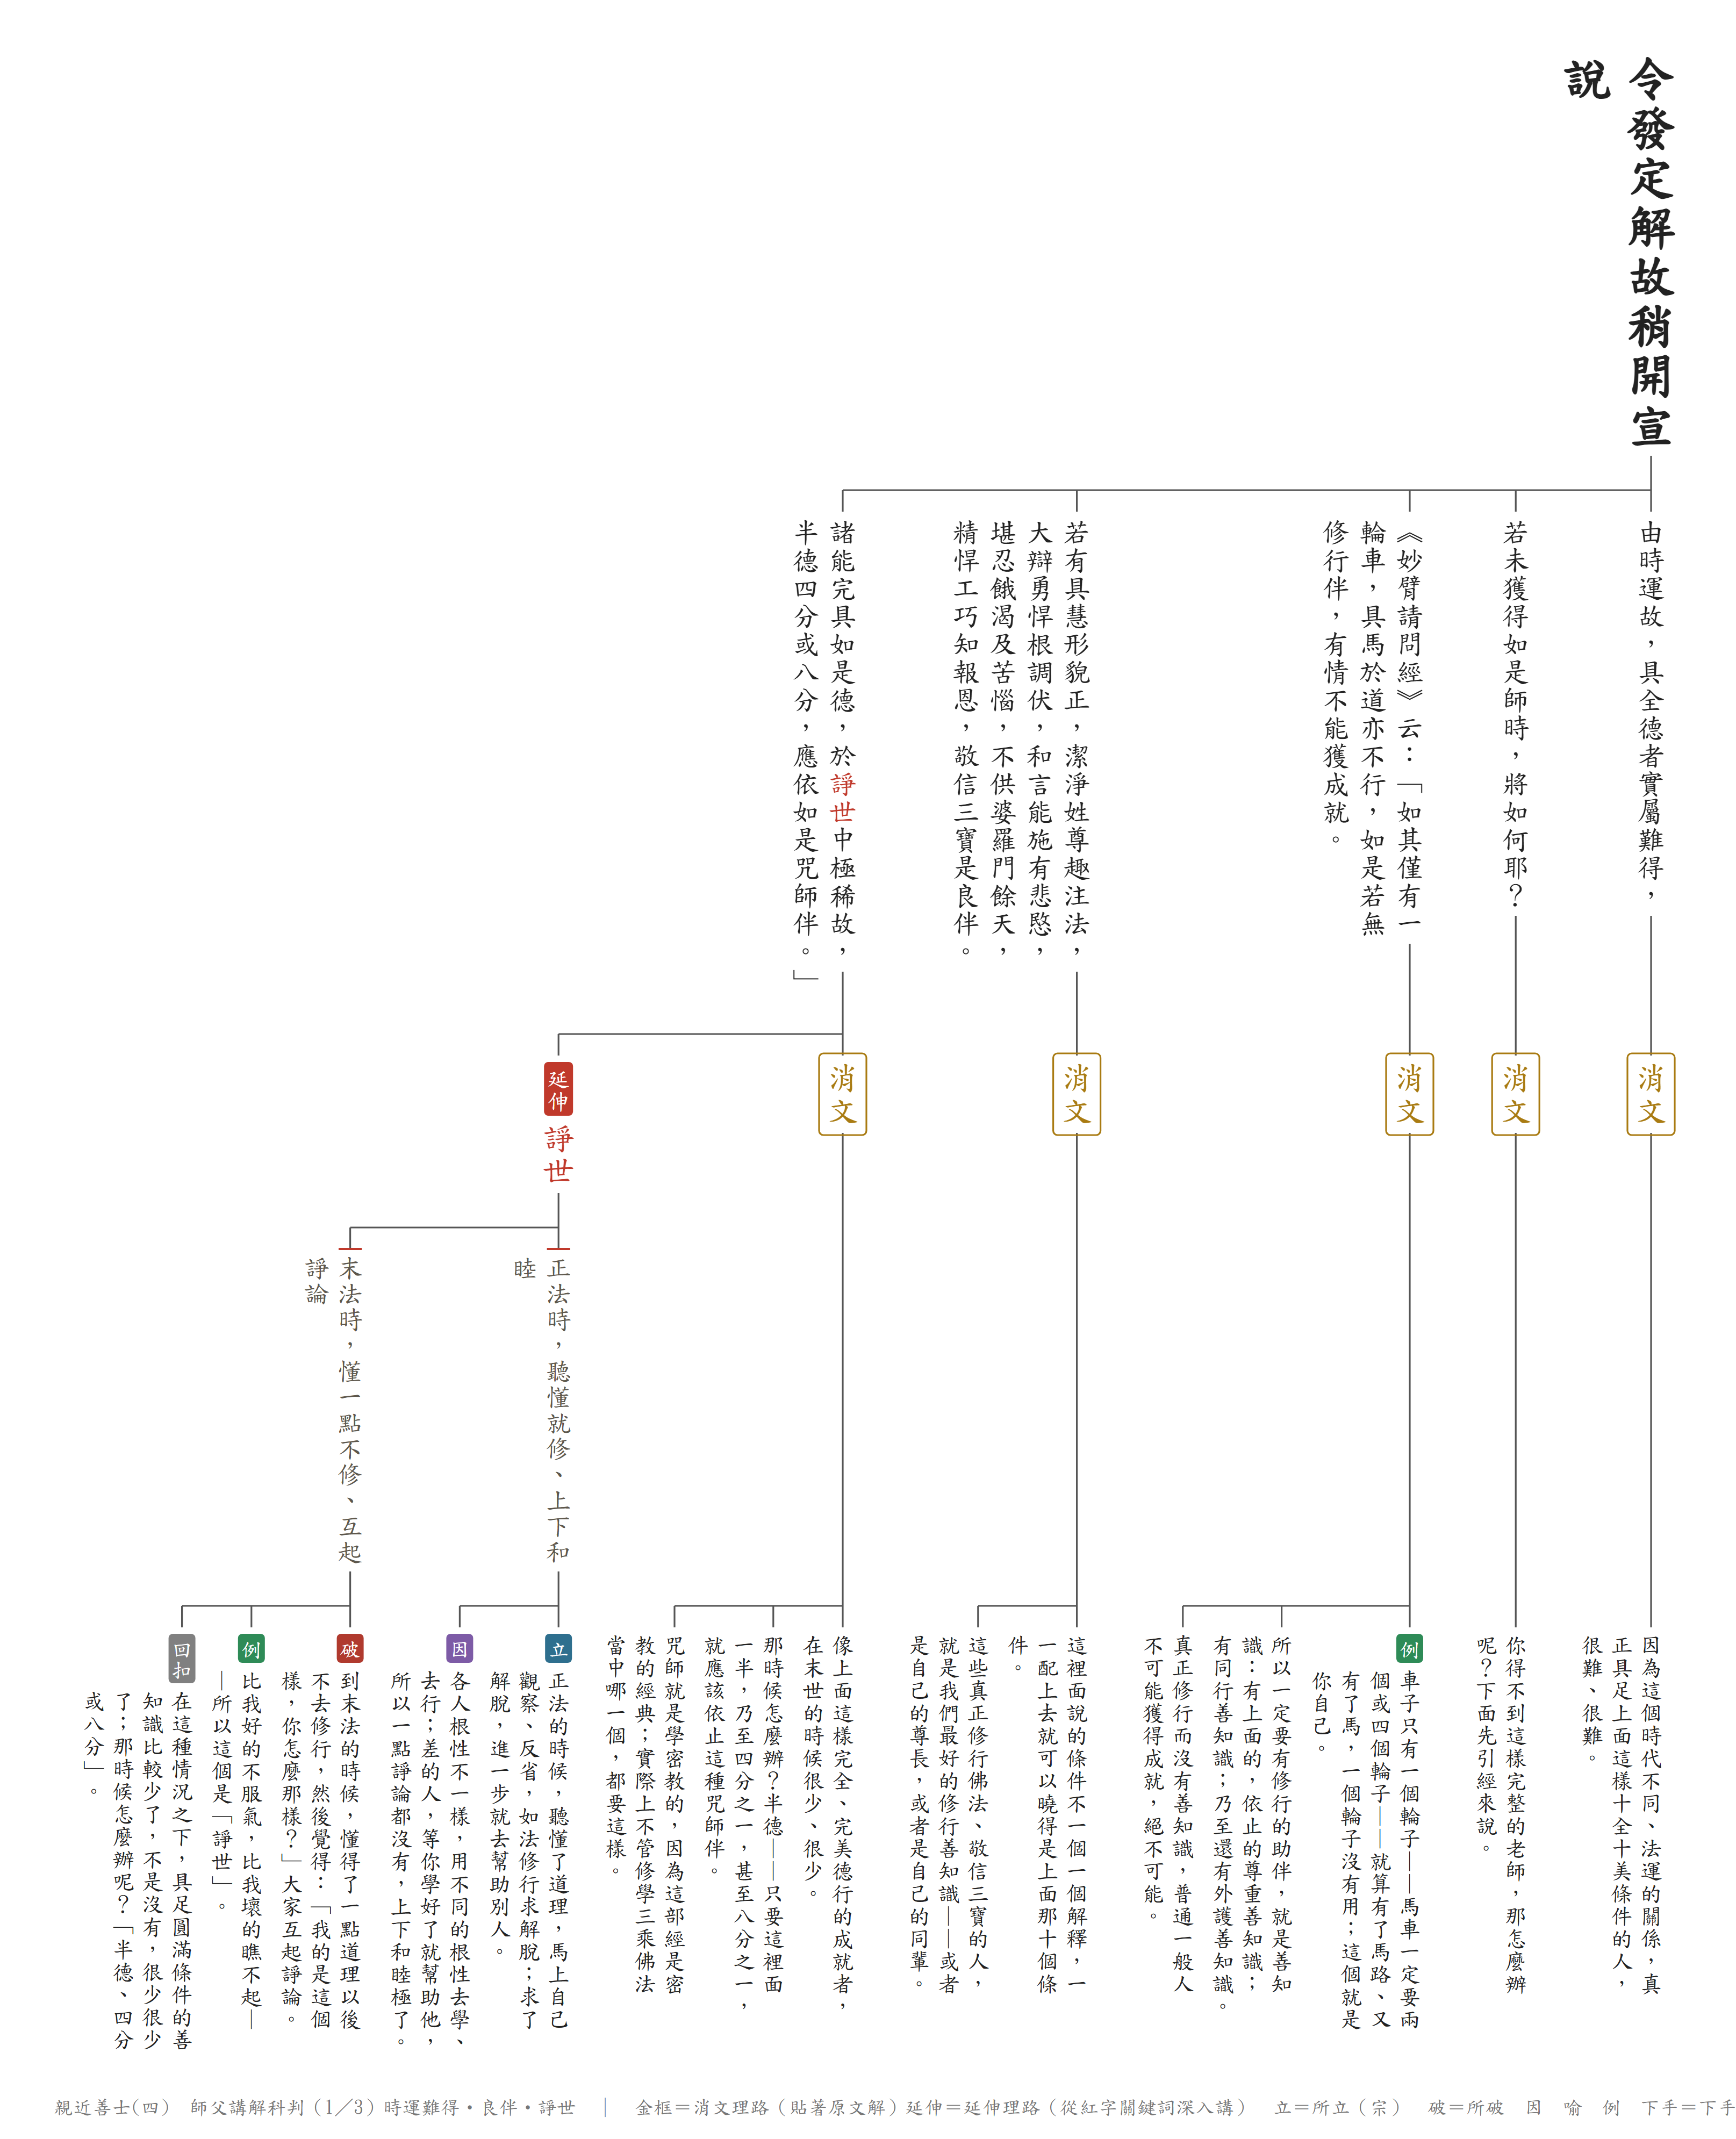 令發定解故稍開宣
說
由時運故，具全德者實屬難得，
若未獲得如是師時，將如何耶？
《妙臂請問經》云：「如其僅有一
輪車，具馬於道亦不行，如是若無
修行伴，有情不能獲成就。
若有具慧形貌正，潔淨姓尊趣注法，
大辯勇悍根調伏，和言能施有悲愍，
堪忍餓渴及苦惱，不供婆羅門餘天，
精悍工巧知報恩，敬信三寶是良伴。
諸能完具如是德，於諍世中極稀故，
半德四分或八分，應依如是咒師伴。」
消文
消文
消文
消文
消文
延伸
諍世
正法時，聽懂就修、上下和
睦
末法時，懂一點不修、互起
諍論
因為這個時代不同、法運的關係，真
正具足上面這樣十全十美條件的人，
很難、很難。
你得不到這樣完整的老師，那怎麼辦
呢？下面先引經來說。
例
車子只有一個輪子——馬車一定要兩
個或四個輪子——就算有了馬路、又
有了馬，一個輪子沒有用；這個就是
你自己。
所以一定要有修行的助伴，就是善知
識：有上面的，依止的尊重善知識；
有同行善知識；乃至還有外護善知識。
真正修行而沒有善知識，普通一般人
不可能獲得成就，絕不可能。
這裡面說的條件不一個一個解釋，一
一配上去就可以曉得是上面那十個條
件。
這些真正修行佛法、敬信三寶的人，
就是我們最好的修行善知識——或者
是自己的尊長，或者是自己的同輩。
像上面這樣完全、完美德行的成就者，
在末世的時候很少、很少。
那時候怎麼辦？半德——只要這裡面
一半，乃至四分之一，甚至八分之一，
就應該依止這種咒師伴。
咒師就是學密教的，因為這部經是密
教的經典；實際上不管修學三乘佛法
當中哪一個，都要這樣。
立
正法的時候，聽懂了道理，馬上自己
觀察、反省，如法修行求解脫；求了
解脫，進一步就去幫助別人。
因
各人根性不一樣，用不同的根性去學、
去行；差的人，等你學好了就幫助他，
所以一點諍論都沒有，上下和睦極了。
破
到末法的時候，懂得了一點道理以後
不去修行，然後覺得：「我的是這個
樣，你怎麼那樣？」大家互起諍論。
例
比我好的不服氣，比我壞的瞧不起—
—所以這個是「諍世」。
回扣
在這種情況之下，具足圓滿條件的善
知識比較少了，不是沒有，很少很少
了；那時候怎麼辦呢？「半德、四分
或八分」。
親近善士(四)　師父講解科判（1／3）時運難得・良伴・諍世　｜　金框＝消文理路（貼著原文解）延伸＝延伸理路（從紅字關鍵詞深入講）　立＝所立（宗）　破＝所破　因　喻　例　下手＝下手